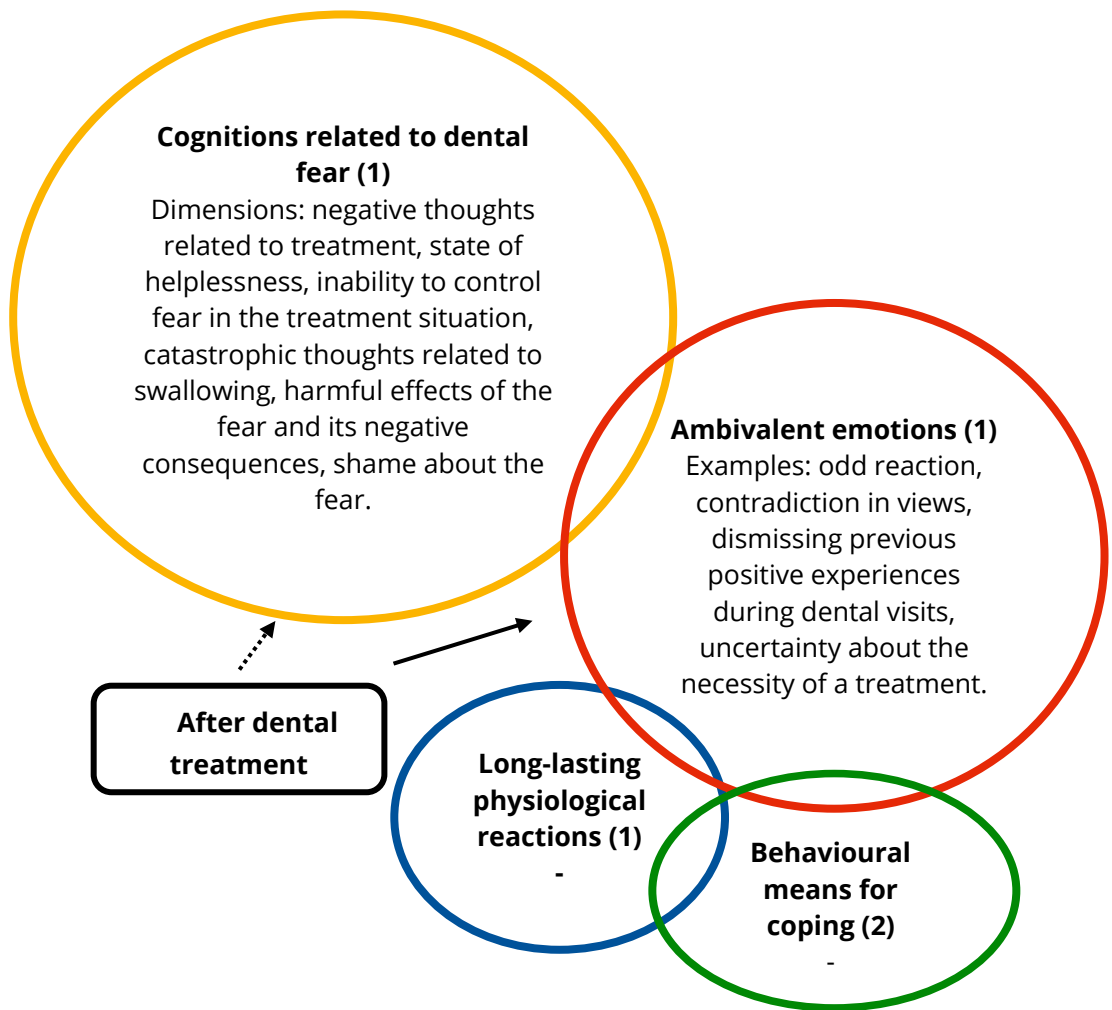 Cognitions related to dental
fear (1)
Dimensions: negative thoughts
related to treatment, state of
helplessness, inability to control
fear in the treatment situation,
catastrophic thoughts related to
swallowing, harmful effects of the
fear and its negative
consequences, shame about the
fear.
Ambivalent emotions (1)
Examples: odd reaction,
contradiction in views,
dismissing previous
positive experiences
during dental visits,
uncertainty about the
necessity of a treatment.
After dental
treatment
Long-lasting
physiological
reactions (1)
-
Behavioural
means for
coping (2)
-